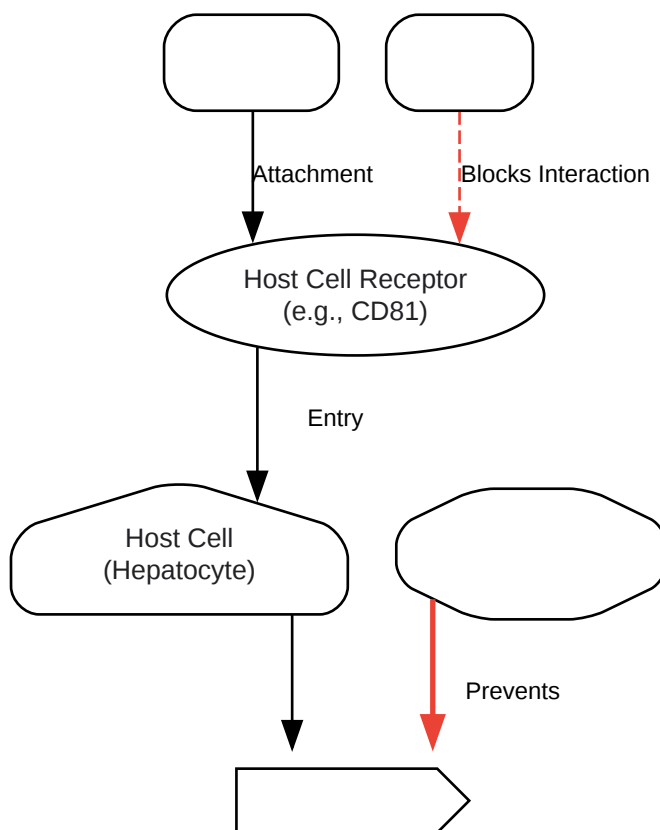 Attachment
Blocks Interaction
Host Cell Receptor
(e.g., CD81)
Entry
Host Cell
(Hepatocyte)
Prevents